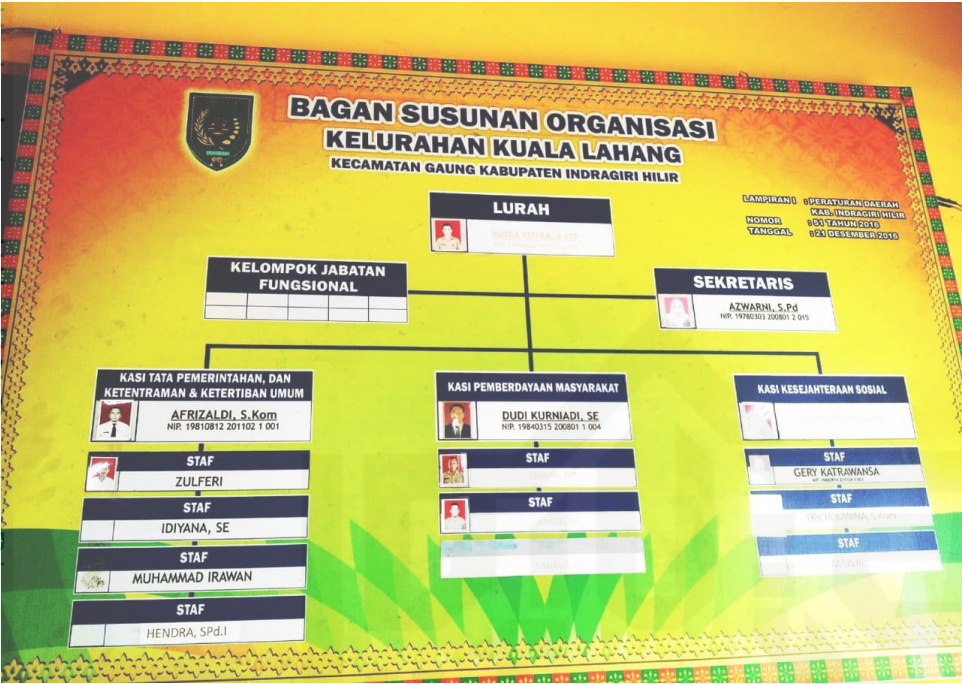 BAGAN SUSUNAN ORGANISASI
KELURAHAN KUALA LAHANG
KECAMATAN GAUNG KABUPATEN INDRAGIRI HILIR
LAMPIRAN I : PERATURAN DAERAH
KAB. INDRAGIRI HILIR
NOMOR : 51 TAHUN 2016
TANGGAL : 21 DESEMBER 2016
LURAH
KELOMPOK JABATAN
FUNGSIONAL
SEKRETARIS
AZWARNI, S.Pd
NIP. 19780303 200801 2 015
KASI TATA PEMERINTAHAN, DAN
KETENTRAMAN & KETERTIBAN UMUM
AFRIZALDI, S.Kom
NIP. 19810812 201102 1 001
STAF
ZULFERI
STAF
IDIYANA, SE
STAF
MUHAMMAD IRAWAN
STAF
HENDRA, SPd.I
KASI PEMBERDAYAAN MASYARAKAT
DUDI KURNIADI, SE
NIP. 19840315 200801 1 004
STAF
STAF
KASI KESEJAHTERAAN SOSIAL
STAF
GERY KATRAWANSA
STAF
STAF